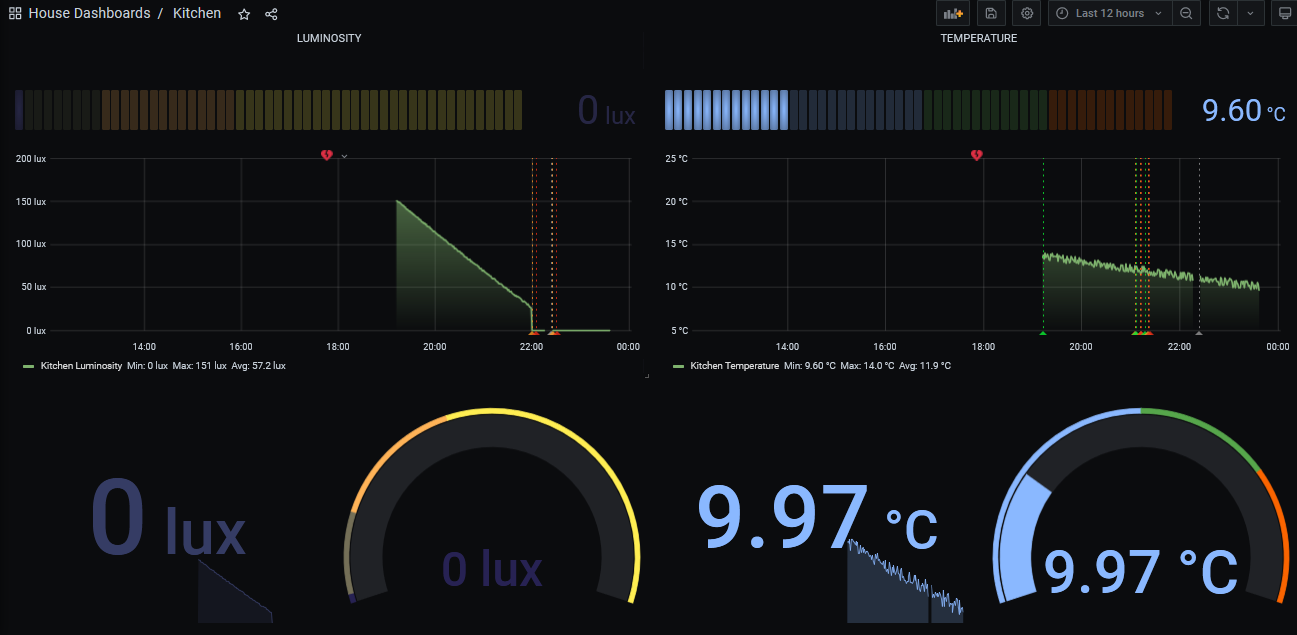 House Dashboards / Kitchen
Last 12 hours
LUMINOSITY
0 lux
200 lux
150 lux
100 lux
50 lux
0 lux
14:00 16:00 18:00 20:00 22:00 00:00
Kitchen Luminosity Min: 0 lux Max: 151 lux Avg: 57.2 lux
TEMPERATURE
9.60 °C
25 °C
20 °C
15 °C
10 °C
5 °C
14:00 16:00 18:00 20:00 22:00 00:00
Kitchen Temperature Min: 9.60 °C Max: 14.0 °C Avg: 11.9 °C
0 lux
0 lux
9.97 °C
9.97 °C